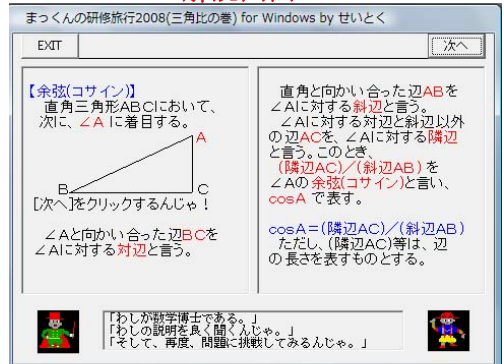 まっくんの研修旅行2008(三角比の巻) for Windows by せいとく
EXIT
次へ
【余弦(コサイン)】
直角三角形ABCにおいて、
次に、∠A に着目する。
A
B
C
[次へ]をクリックするんじゃ！
∠Aと向かい合った辺BCを
∠Aに対する対辺と言う。
直角と向かい合った辺ABを
∠Aに対する斜辺と言う。
∠Aに対する対辺と斜辺以外
の辺ACを、∠Aに対する隣辺
と言う。このとき、
(隣辺AC)／(斜辺AB) を
∠Aの余弦(コサイン)と言い、
cosA で表す。
cosA＝(隣辺AC)／(斜辺AB)
ただし、(隣辺AC)等は、辺
の長さを表すものとする。
「わしが数学博士である。」
「わしの説明を良く聞くんじゃ。」
「そして、再度、問題に挑戦してみるんじゃ。」